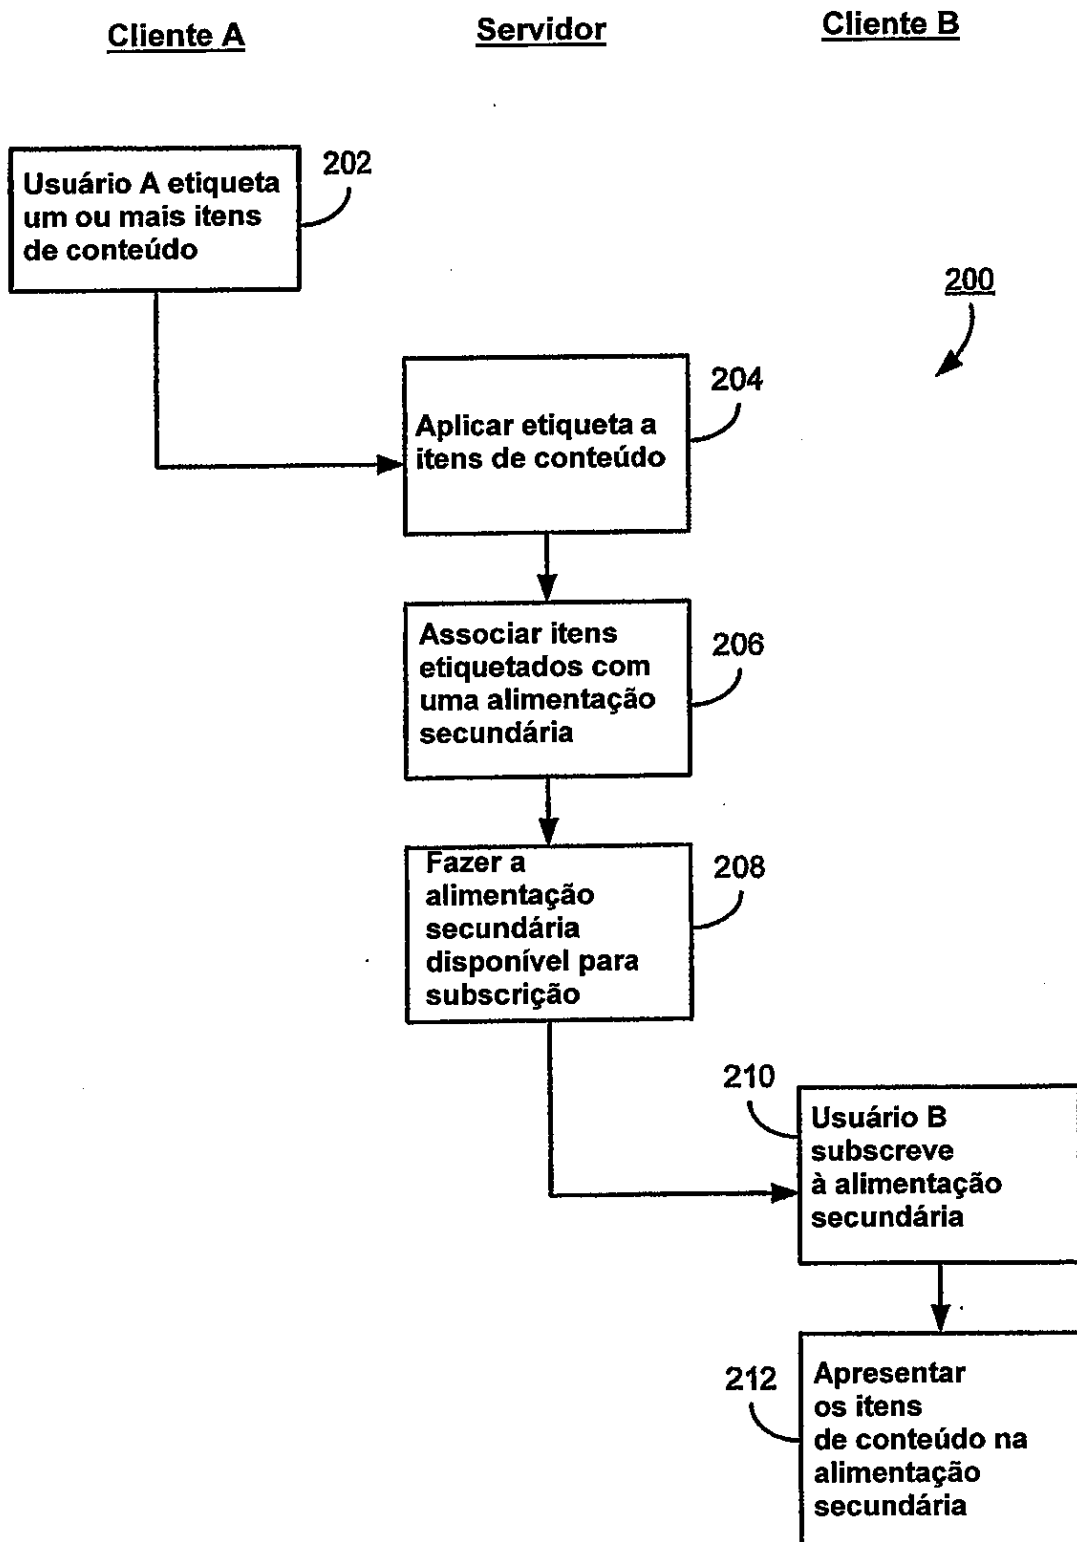 Cliente A
Servidor
Cliente B
202
Usuário A etiqueta
um ou mais itens
de conteúdo
200
204
Aplicar etiqueta a
itens de conteúdo
206
Associar itens
etiquetados com
uma alimentação
secundária
208
Fazer a
alimentação
secundária
disponível para
subscrição
210
Usuário B
subscreve
à alimentação
secundária
212
Apresentar
os itens
de conteúdo na
alimentação
secundária